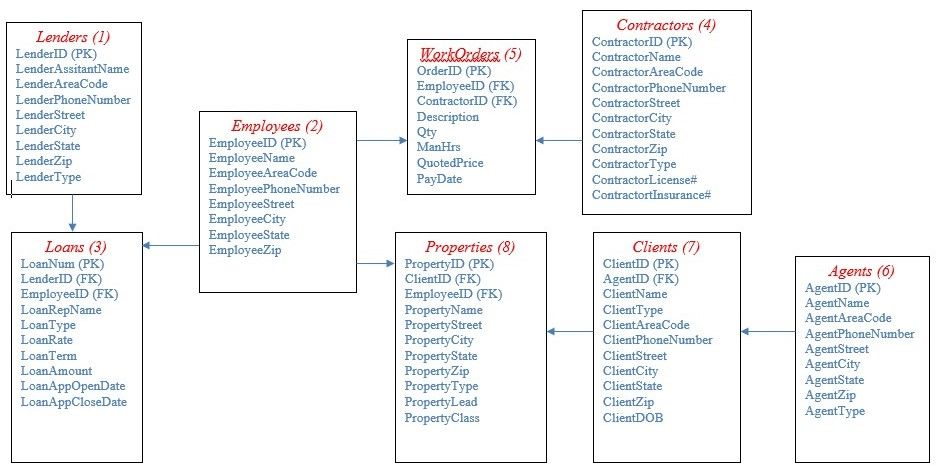 Lenders (1)
LenderID (PK)
LenderAssitantName
LenderAreaCode
LenderPhoneNumber
LenderStreet
LenderCity
LenderState
LenderZip
LenderType
Employees (2)
EmployeeID (PK)
EmployeeName
EmployeeAreaCode
EmployeePhoneNumber
EmployeeStreet
EmployeeCity
EmployeeState
EmployeeZip
WorkOrders (5)
OrderID (PK)
EmployeeID (FK)
ContractorID (FK)
Description
Qty
ManHrs
QuotedPrice
PayDate
Contractors (4)
ContractorID (PK)
ContractorName
ContractorAreaCode
ContractorPhoneNumber
ContractorStreet
ContractorCity
ContractorState
ContractorZip
ContractorType
ContractorLicense#
ContractortInsurance#
Loans (3)
LoanNum (PK)
LenderID (FK)
EmployeeID (FK)
LoanRepName
LoanType
LoanRate
LoanTerm
LoanAmount
LoanAppOpenDate
LoanAppCloseDate
Properties (8)
PropertyID (PK)
ClientID (FK)
EmployeeID (FK)
PropertyName
PropertyStreet
PropertyCity
PropertyState
PropertyZip
PropertyType
PropertyLead
PropertyClass
Clients (7)
ClientID (PK)
AgentID (FK)
ClientName
ClientType
ClientAreaCode
ClientPhoneNumber
ClientStreet
ClientCity
ClientState
ClientZip
ClientDOB
Agents (6)
AgentID (PK)
AgentName
AgentAreaCode
AgentPhoneNumber
AgentStreet
AgentCity
AgentState
AgentZip
AgentType